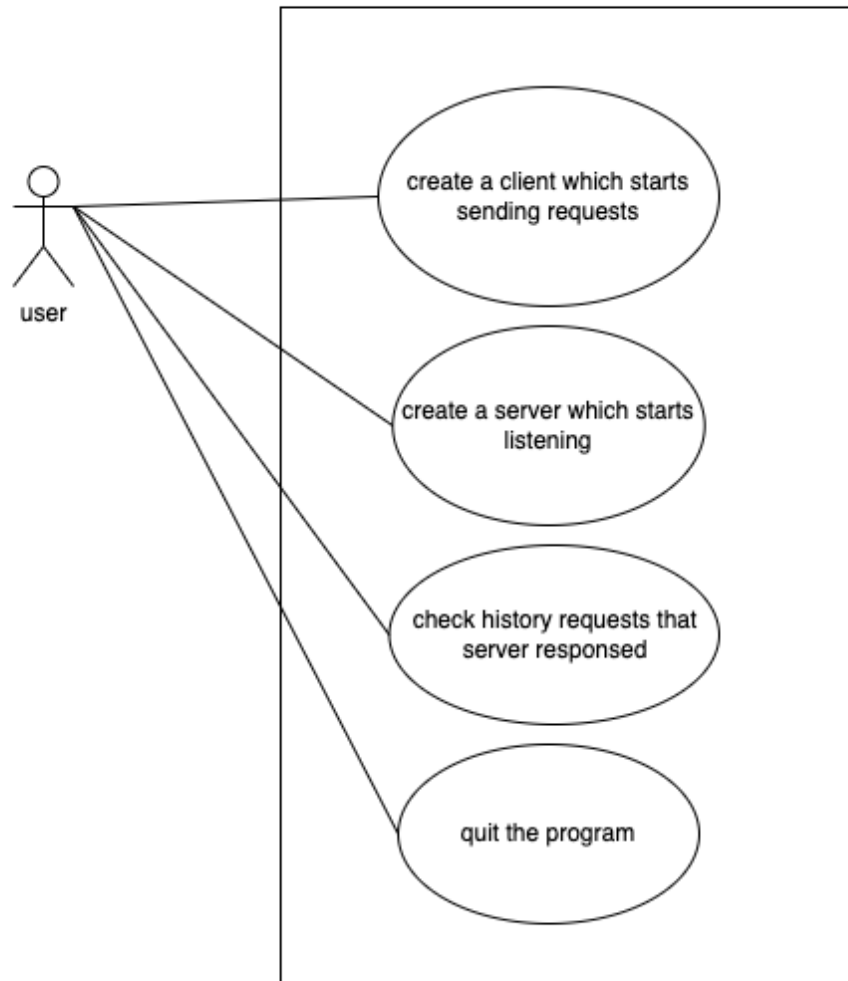 create a client which starts
sending requests
user
create a server which starts
listening
check history requests that
server responsed
quit the program